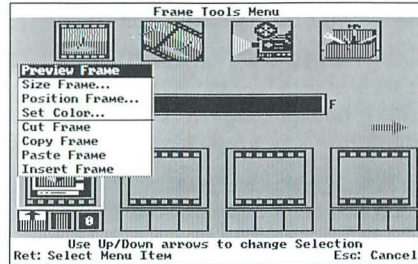 Frame Tools Menu
Preview Frame
Size Frame...
Position Frame...
Set Color...
F
Cut Frame
Copy Frame
Paste Frame
Insert Frame
0
Use Up/Down arrows to change Selection
Ret: Select Menu Item Esc: Cancel